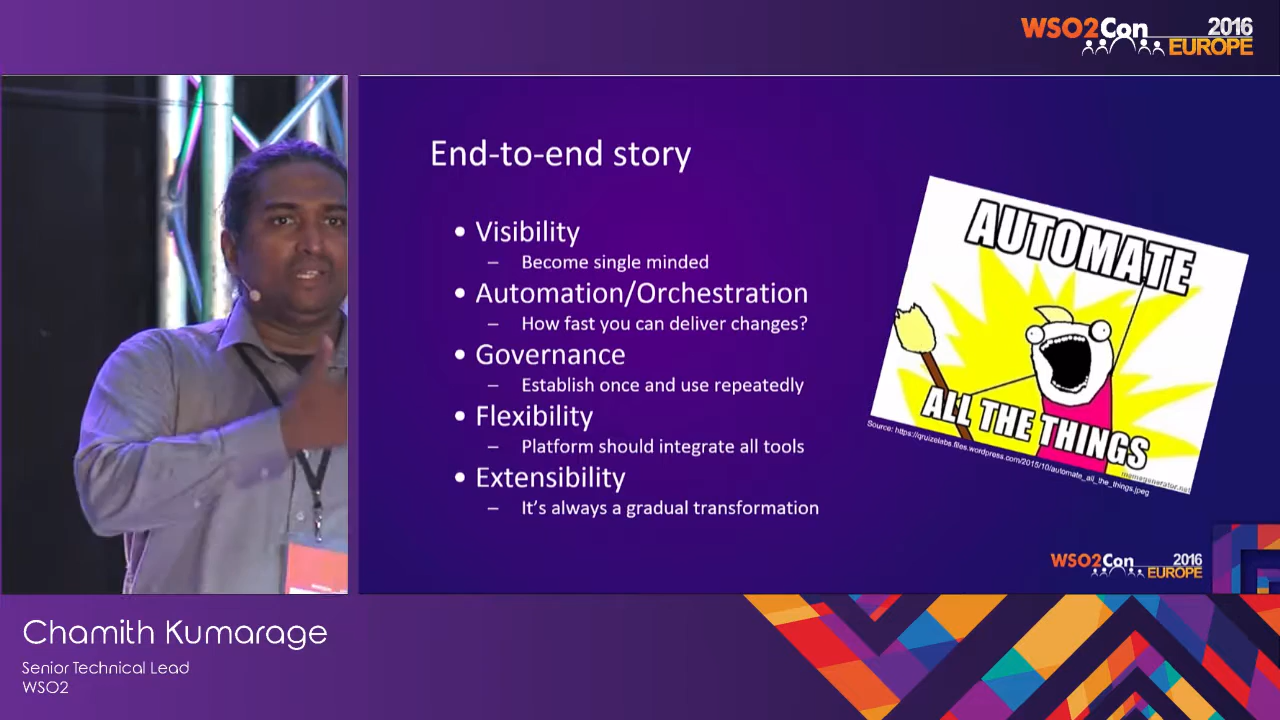 WSO2Con 2016
EUROPE
End-to-end story
• Visibility
– Become single minded
• Automation/Orchestration
– How fast you can deliver changes?
• Governance
– Establish once and use repeatedly
• Flexibility
– Platform should integrate all tools
• Extensibility
– It’s always a gradual transformation
AUTOMATE
ALL THE THINGS
memegenerator.net
Source: https://qruizelabs.files.wordpress.com/2015/10/automate_all_the_things.jpeg
WSO2Con 2016
EUROPE
Chamith Kumarage
Senior Technical Lead
WSO2